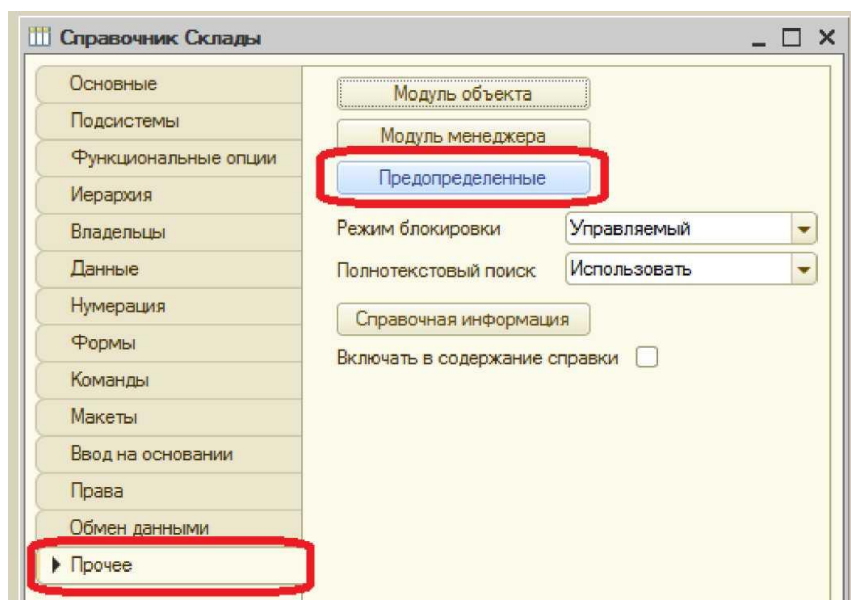 Справочник Склады
Основные
Подсистемы
Функциональные опции
Иерархия
Владельцы
Данные
Нумерация
Формы
Команды
Макеты
Ввод на основании
Права
Обмен данными
Прочее
Модуль объекта
Модуль менеджера
Предопределенные
Режим блокировки Управляемый
Полнотекстовый поиск Использовать
Справочная информация
Включать в содержание справки